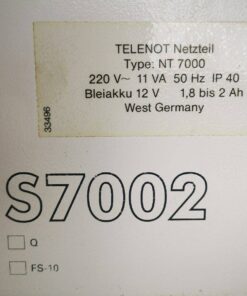 TELENOT Netzteil
Type: NT 7000
220 V~ 11 VA 50 Hz IP 40
Bleiakku 12 V 1,8 bis 2 Ah
West Germany
33496
S7002
Q
FS-10